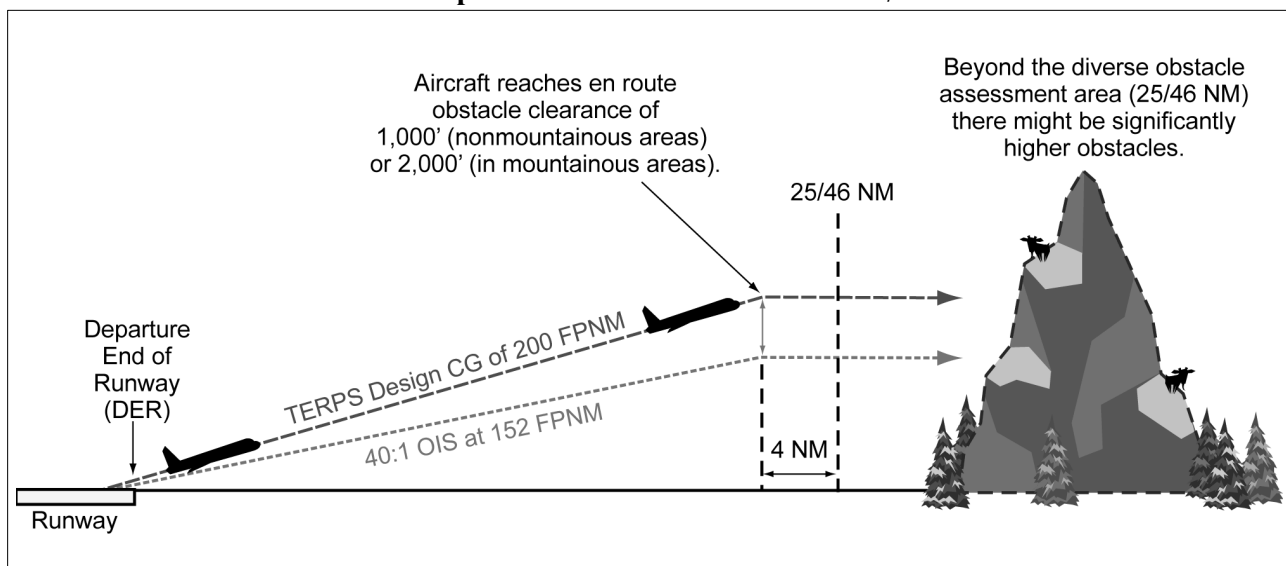 Aircraft reaches en route
obstacle clearance of
1,000’ (nonmountainous areas)
or 2,000’ (in mountainous areas).
Beyond the diverse obstacle
assessment area (25/46 NM)
there might be significantly
higher obstacles.
25/46 NM
Departure
End of
Runway
(DER)
TERPS Design CG of 200 FPNM
40:1 OIS at 152 FPNM
4 NM
Runway